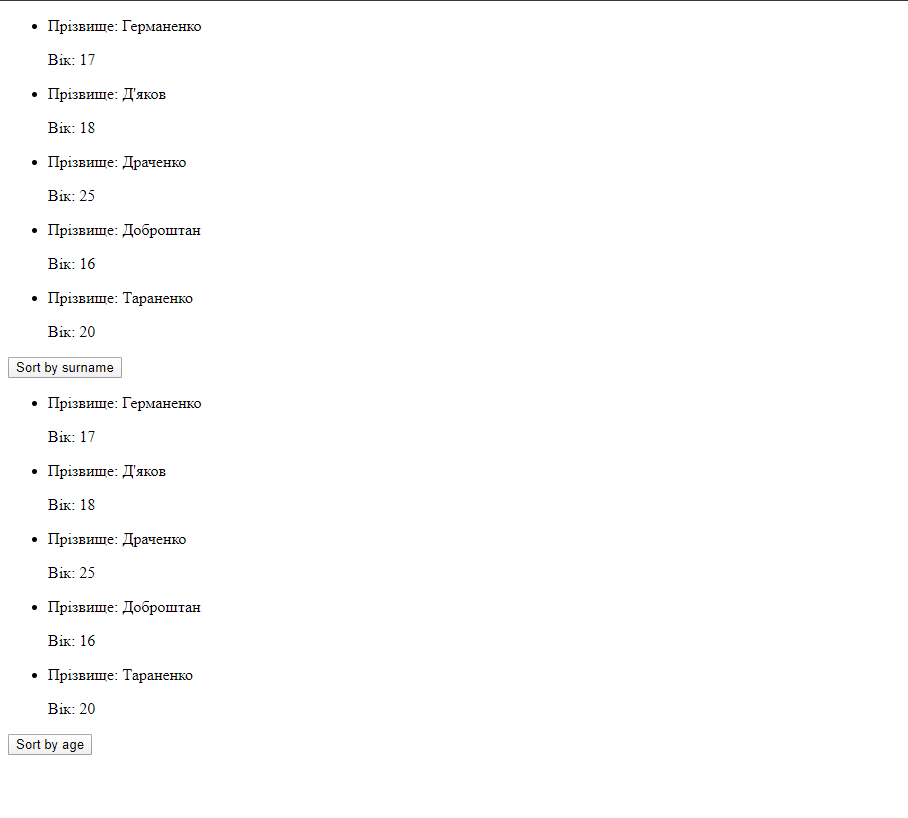 Прізвище: Германенко
Вік: 17
Прізвище: Д'яков
Вік: 18
Прізвище: Драченко
Вік: 25
Прізвище: Доброштан
Вік: 16
Прізвище: Тараненко
Вік: 20
Sort by surname
Прізвище: Германенко
Вік: 17
Прізвище: Д'яков
Вік: 18
Прізвище: Драченко
Вік: 25
Прізвище: Доброштан
Вік: 16
Прізвище: Тараненко
Вік: 20
Sort by age